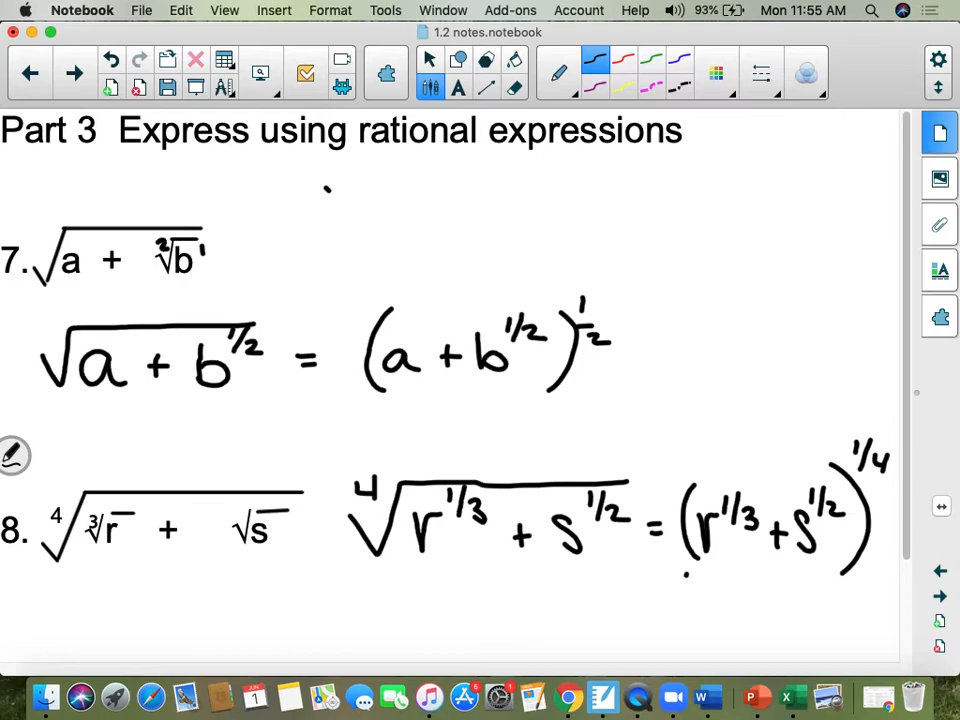 Notebook File Edit View Insert Format Tools Window Add-ons Account Help 93% Mon 11:55 AM
1.2 notes.notebook
Part 3 Express using rational expressions
7. √(a + ²√b¹)
√(a + b^1/2) = (a + b^1/2)^1/2
8. ⁴√(³√r + √s) ⁴√(r^1/3 + s^1/2) = (r^1/3 + s^1/2)^1/4